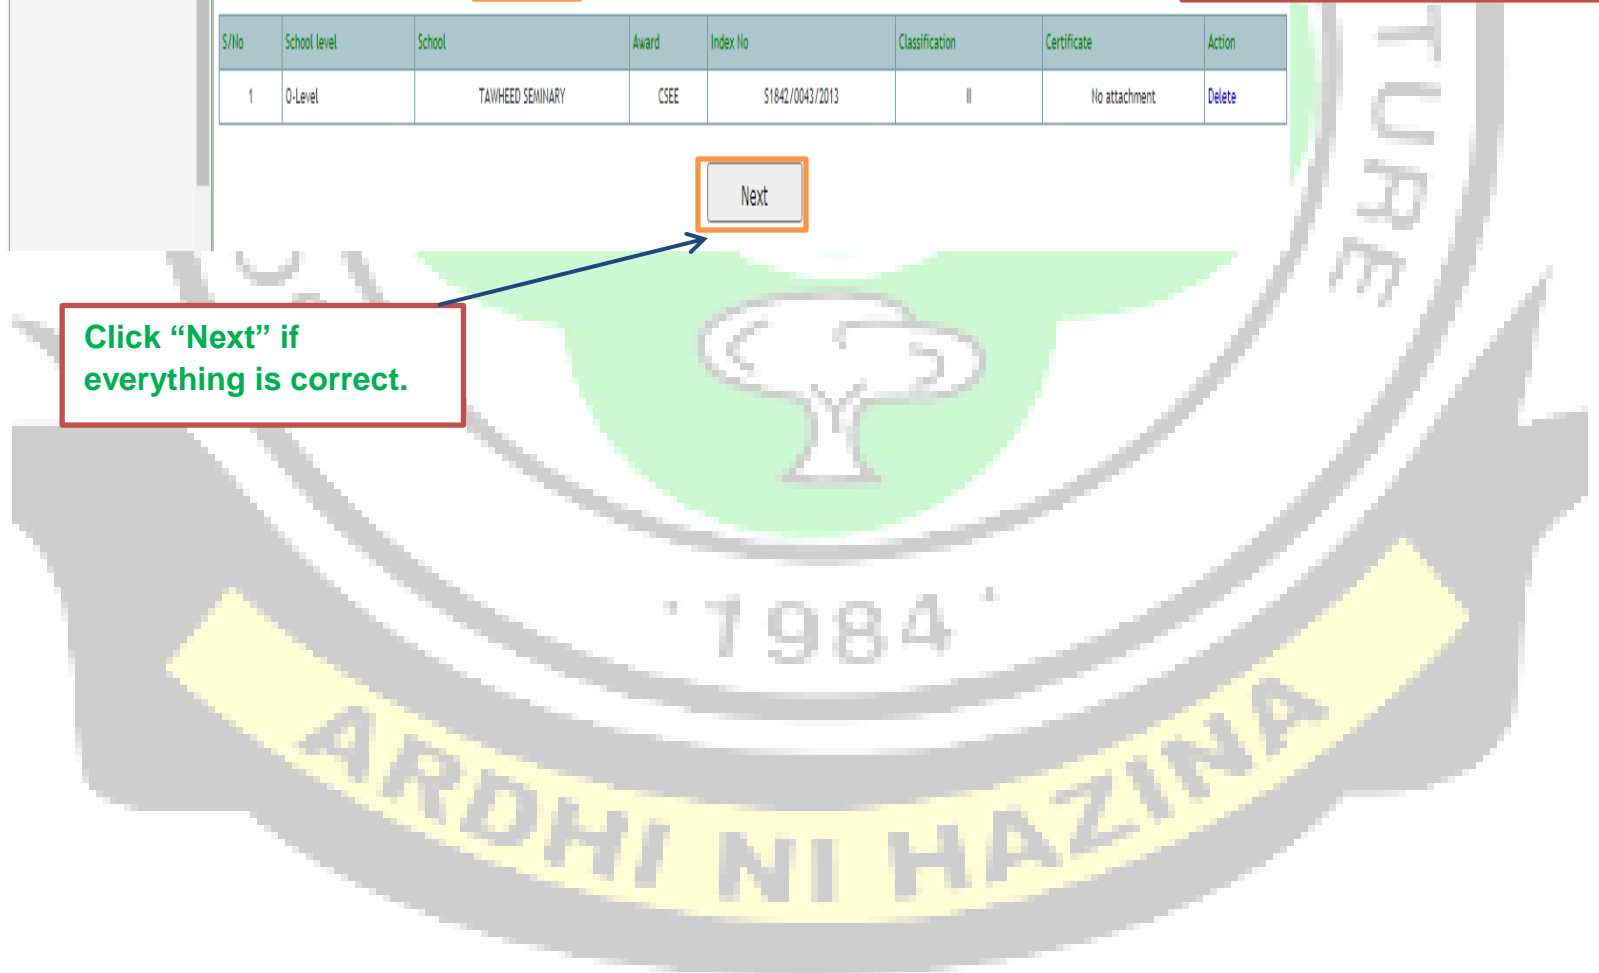 S/No School level School Award Index No Classification Certificate Action
1 O-Level TAWHEED SEMINARY CSEE S1842/0043/2013 II No attachment Delete
Next
Click “Next” if
everything is correct.
TURE
1984
ARDHI NI HAZINA